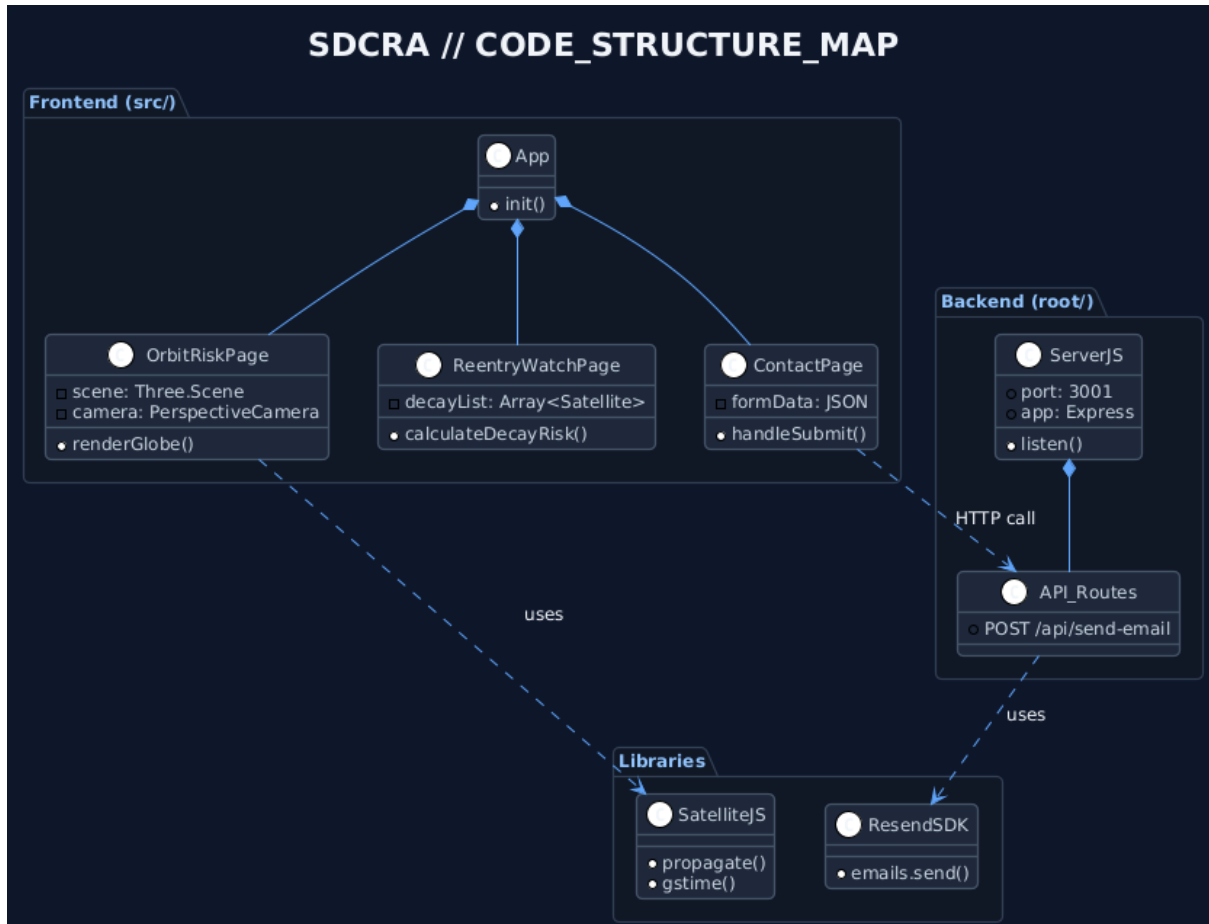 SDCRA // CODE_STRUCTURE_MAP
Frontend (src/)
App
init()
OrbitRiskPage
scene: Three.Scene
camera: PerspectiveCamera
renderGlobe()
ReentryWatchPage
decayList: Array<Satellite>
calculateDecayRisk()
ContactPage
formData: JSON
handleSubmit()
Backend (root/)
ServerJS
port: 3001
app: Express
listen()
HTTP call
API_Routes
POST /api/send-email
uses
uses
Libraries
SatelliteJS
propagate()
gstime()
ResendSDK
emails.send()